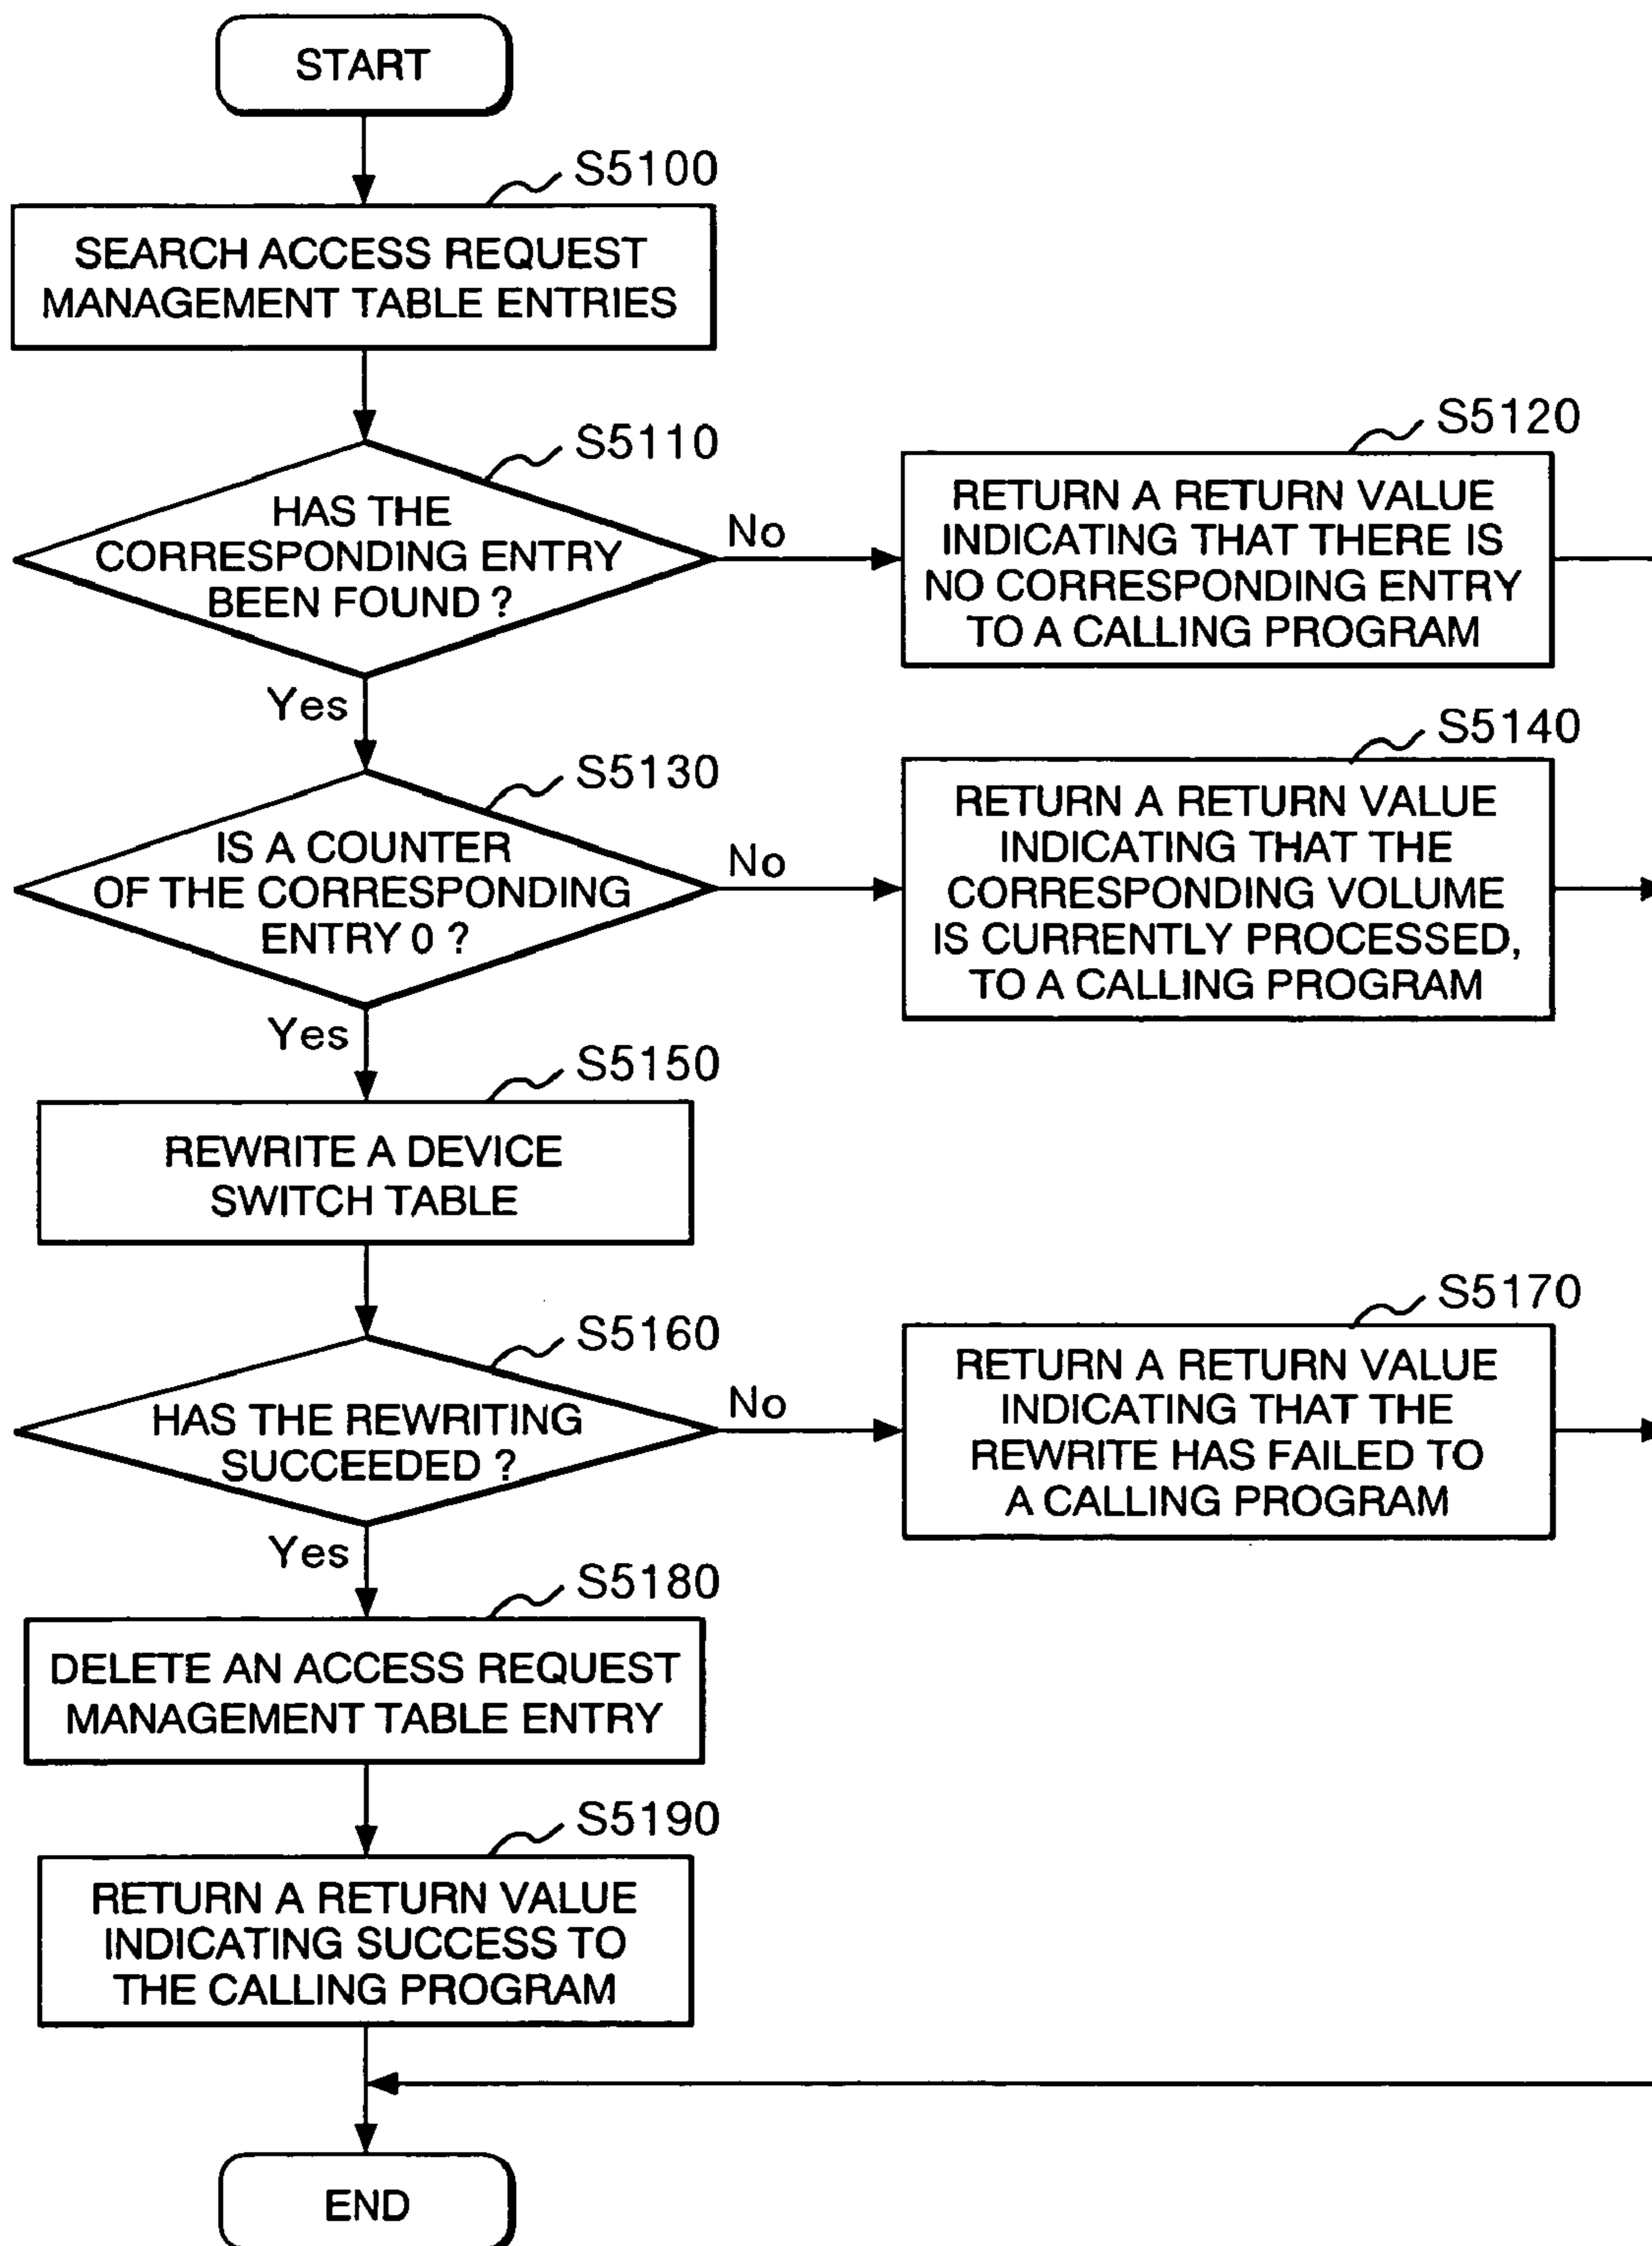 START
S5100
SEARCH ACCESS REQUEST
MANAGEMENT TABLE ENTRIES
S5110
HAS THE
CORRESPONDING ENTRY
BEEN FOUND ?
No
S5120
RETURN A RETURN VALUE
INDICATING THAT THERE IS
NO CORRESPONDING ENTRY
TO A CALLING PROGRAM
Yes
S5130
IS A COUNTER
OF THE CORRESPONDING
ENTRY 0 ?
No
S5140
RETURN A RETURN VALUE
INDICATING THAT THE
CORRESPONDING VOLUME
IS CURRENTLY PROCESSED,
TO A CALLING PROGRAM
Yes
S5150
REWRITE A DEVICE
SWITCH TABLE
S5160
HAS THE REWRITING
SUCCEEDED ?
No
S5170
RETURN A RETURN VALUE
INDICATING THAT THE
REWRITE HAS FAILED TO
A CALLING PROGRAM
Yes
S5180
DELETE AN ACCESS REQUEST
MANAGEMENT TABLE ENTRY
S5190
RETURN A RETURN VALUE
INDICATING SUCCESS TO
THE CALLING PROGRAM
END